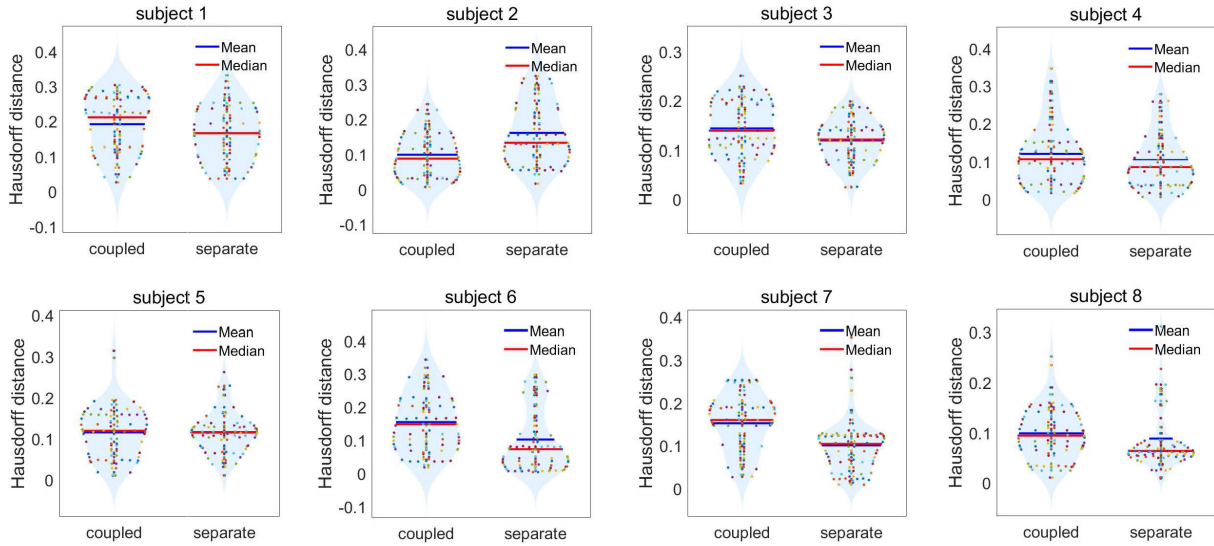 subject 1
Hausdorff distance
0.4
0.3
0.2
0.1
0
-0.1
Mean
Median
coupled separate
subject 2
Hausdorff distance
0.4
0.3
0.2
0.1
0
-0.1
Mean
Median
coupled separate
subject 3
Hausdorff distance
0.3
0.2
0.1
0
Mean
Median
coupled separate
subject 4
Hausdorff distance
0.4
0.3
0.2
0.1
0
Mean
Median
coupled separate
subject 5
Hausdorff distance
0.4
0.3
0.2
0.1
0
Mean
Median
coupled separate
subject 6
Hausdorff distance
0.4
0.3
0.2
0.1
0
-0.1
Mean
Median
coupled separate
subject 7
Hausdorff distance
0.4
0.3
0.2
0.1
0
Mean
Median
coupled separate
subject 8
Hausdorff distance
0.3
0.2
0.1
0
Mean
Median
coupled separate